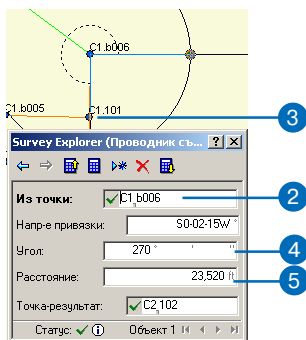 C1.b006
C1.b005
C1.101
3
Survey Explorer (Проводник съ... ? X
Из точки: C1.b006 2
Напр-е привязки: S0-02-15W °
Угол: 270 ° ' " 4
Расстояние: 23,520 ft 5
Точка-результат: C2.102
Статус: Объект 1